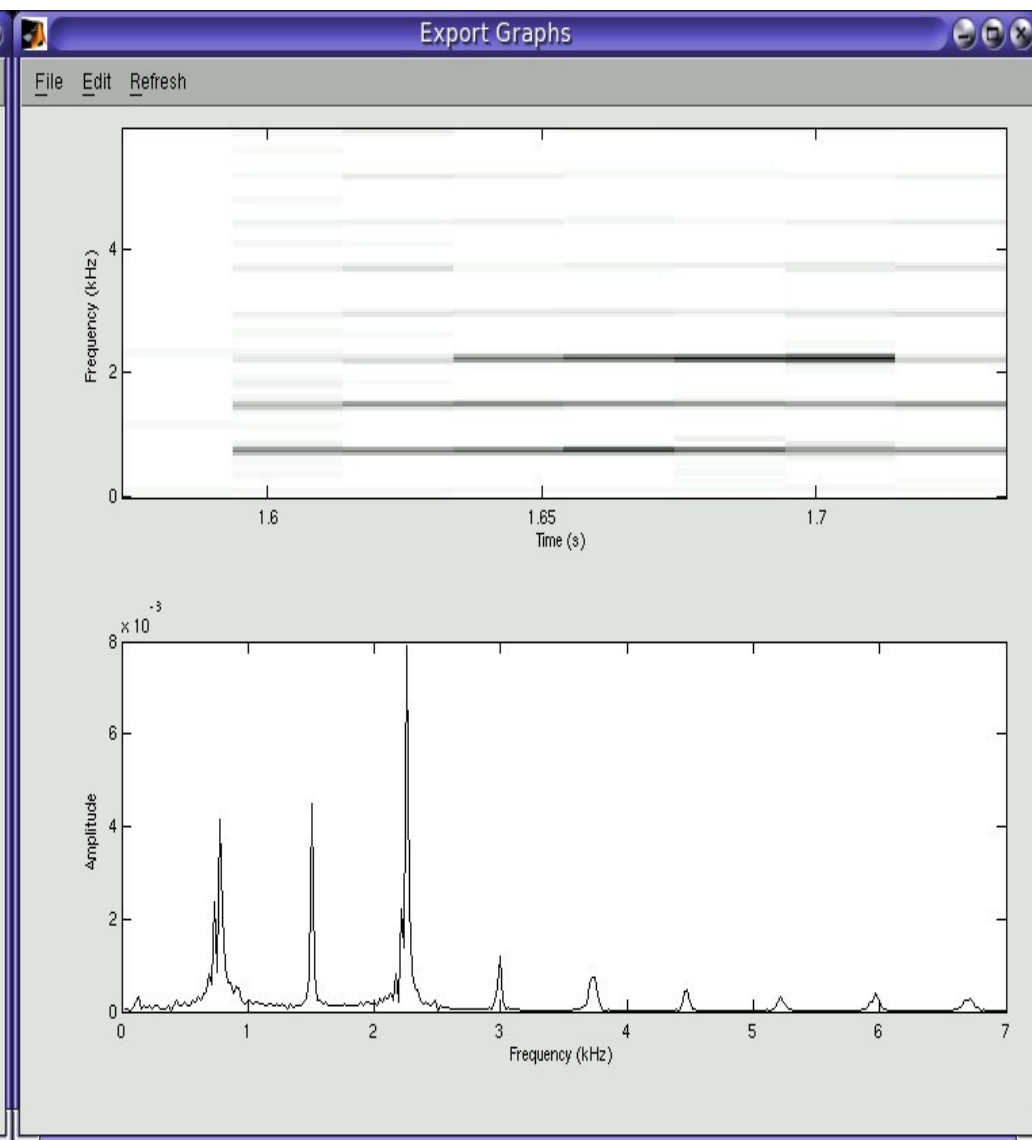 Export Graphs
File Edit Refresh
4
2
0
Frequency (kHz)
1.6 1.65 1.7
Time (s)
x 10 -3
8
6
4
2
0
Amplitude
0 1 2 3 4 5 6 7
Frequency (kHz)